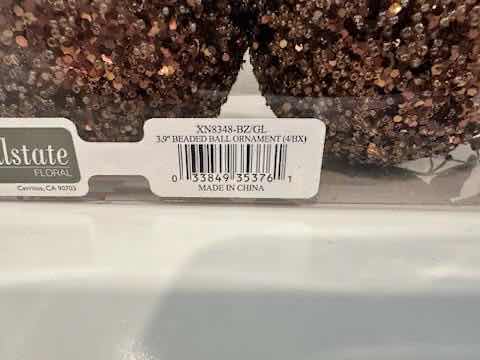 XN8348-BZ/GL
3.9" BEADED BALL ORNAMENT (4/BX)
0 33849 35376 1
MADE IN CHINA
lstate
FLORAL
Cerritos, CA 90703